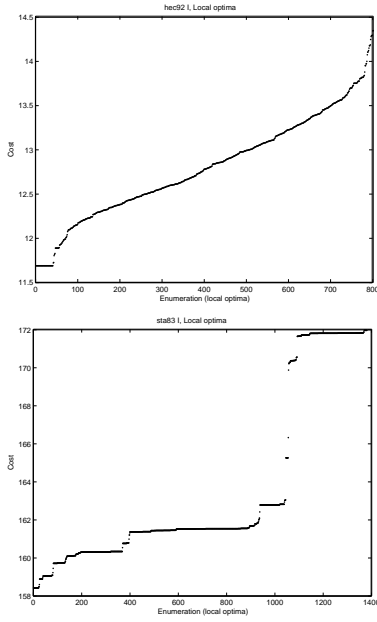 hec92 I, Local optima
14.5
14
13.5
13
12.5
12
11.5
Cost
0 100 200 300 400 500 600 700 800
Enumeration (local optima)
sta83 I, Local optima
172
170
168
166
164
162
160
158
Cost
0 200 400 600 800 1000 1200 1400
Enumeration (local optima)